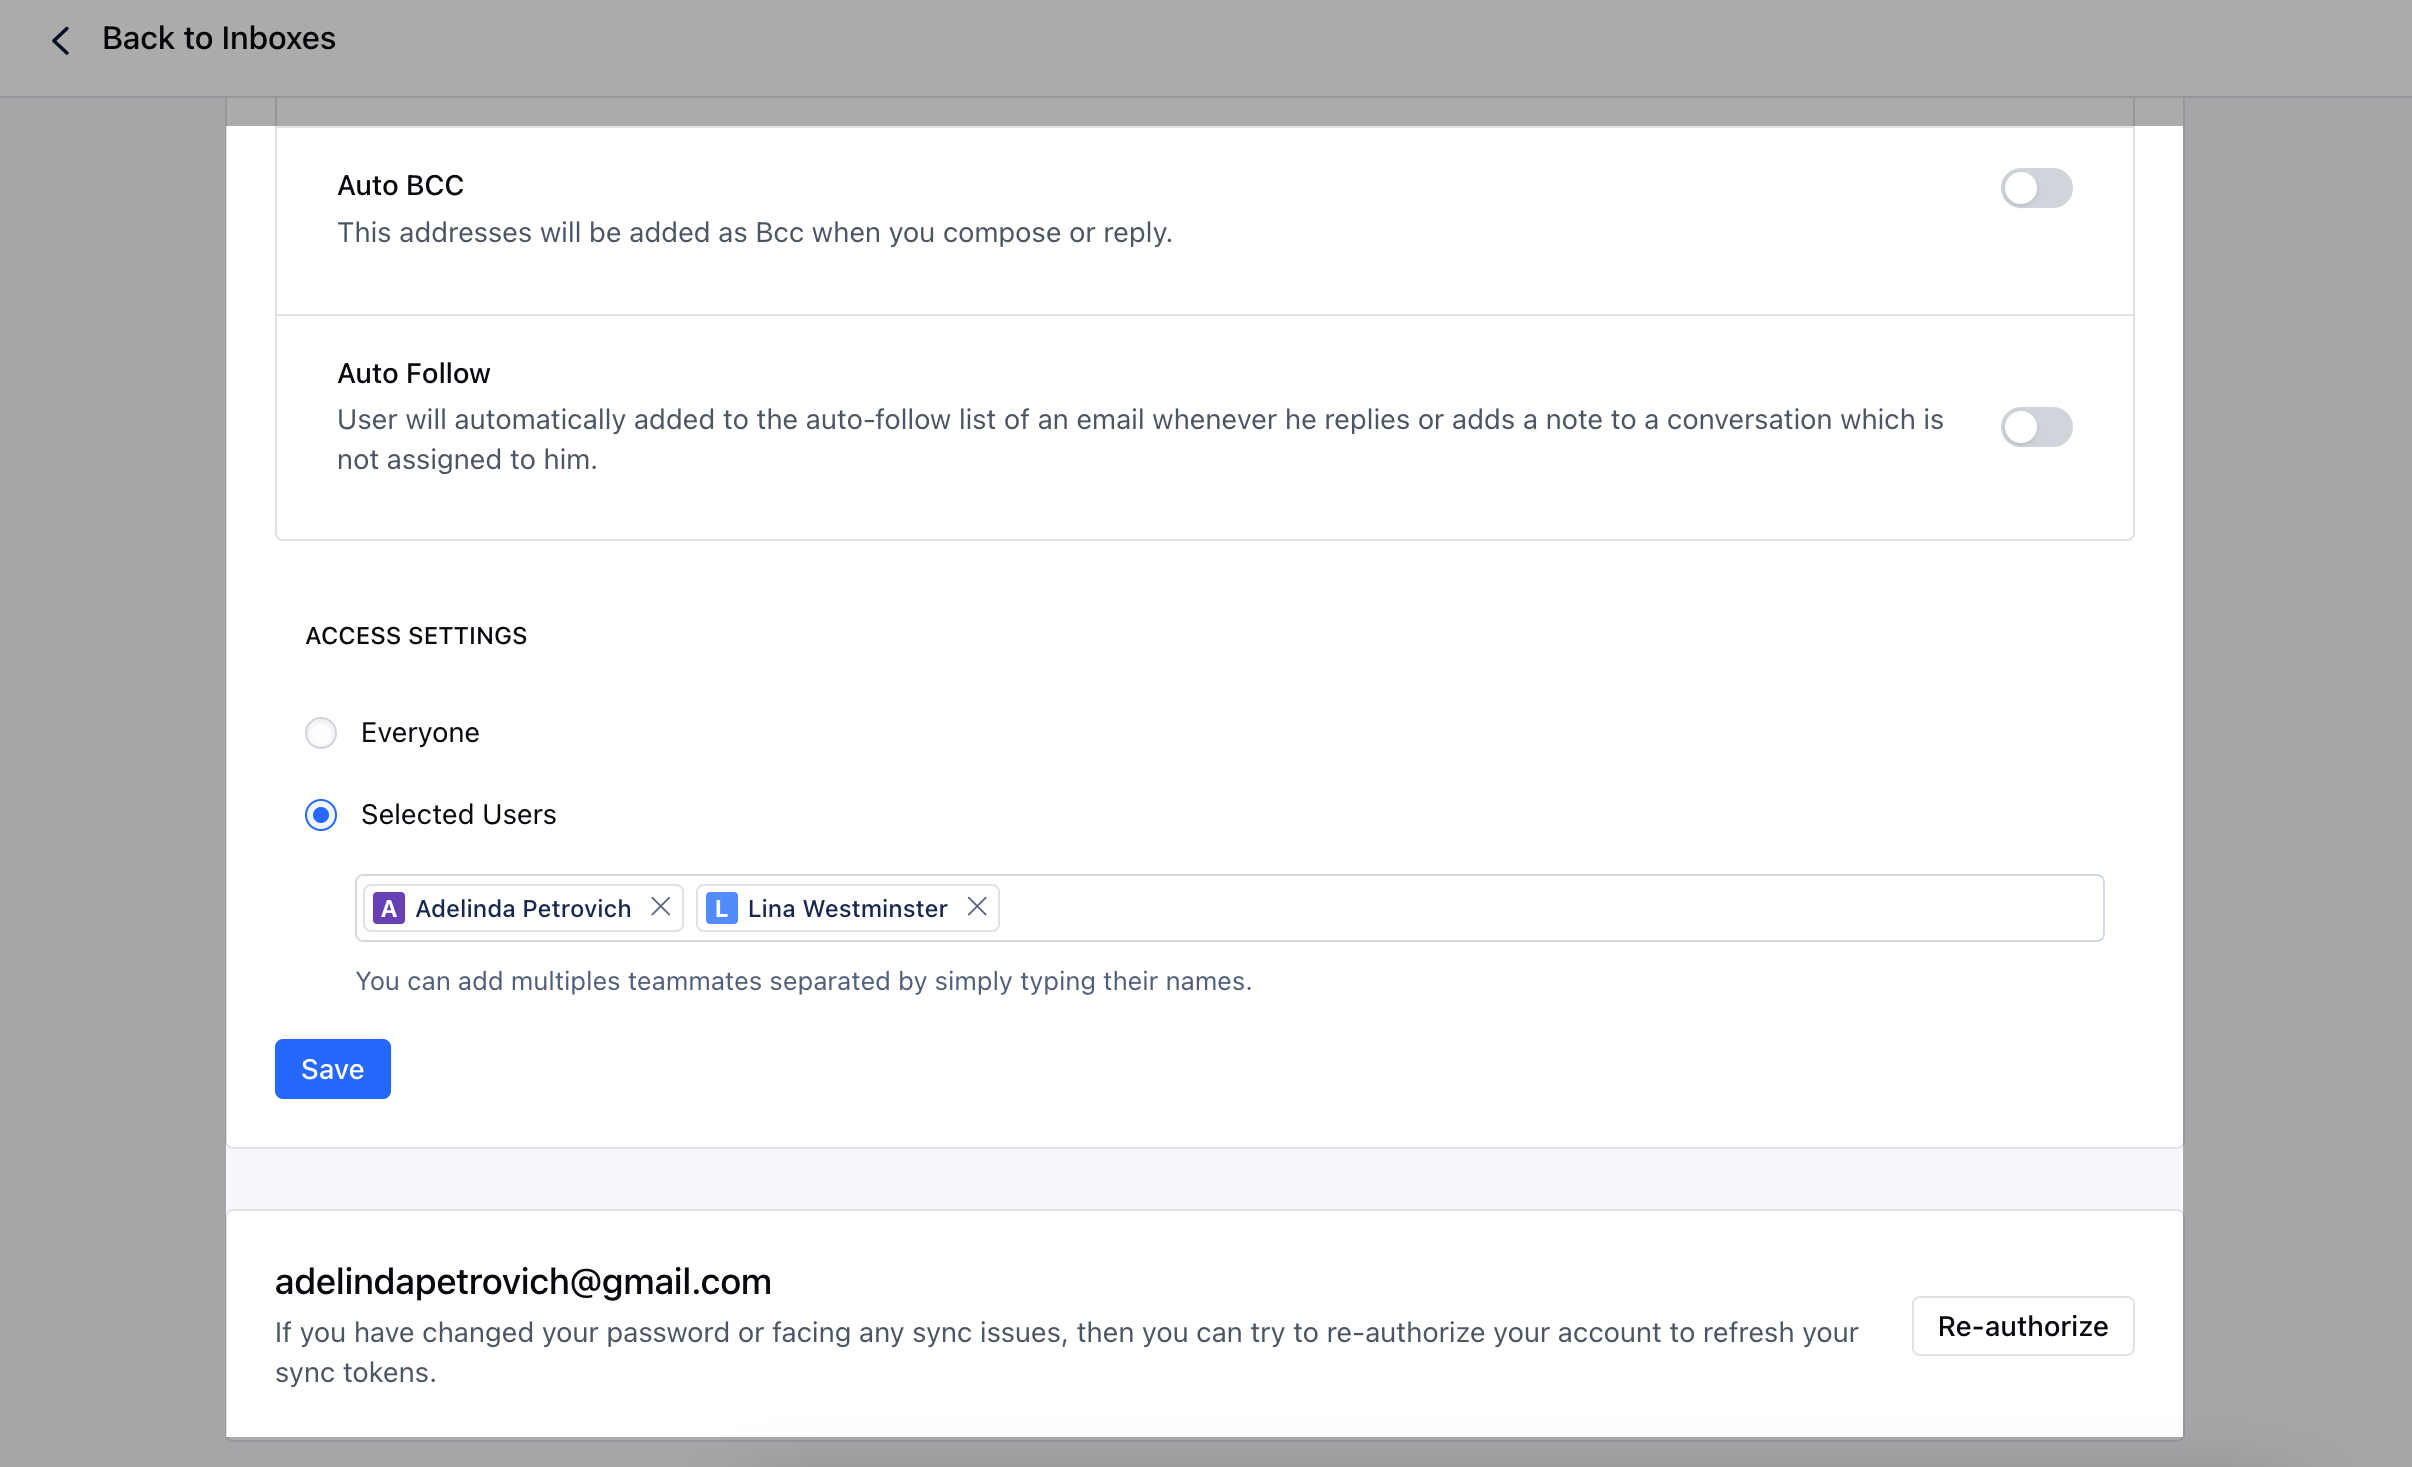 Back to Inboxes
Auto BCC
This addresses will be added as Bcc when you compose or reply.
Auto Follow
User will automatically added to the auto-follow list of an email whenever he replies or adds a note to a conversation which is
not assigned to him.
ACCESS SETTINGS
Everyone
Selected Users
A Adelinda Petrovich L Lina Westminster
You can add multiples teammates separated by simply typing their names.
Save
adelindapetrovich@gmail.com
If you have changed your password or facing any sync issues, then you can try to re-authorize your account to refresh your
sync tokens.
Re-authorize